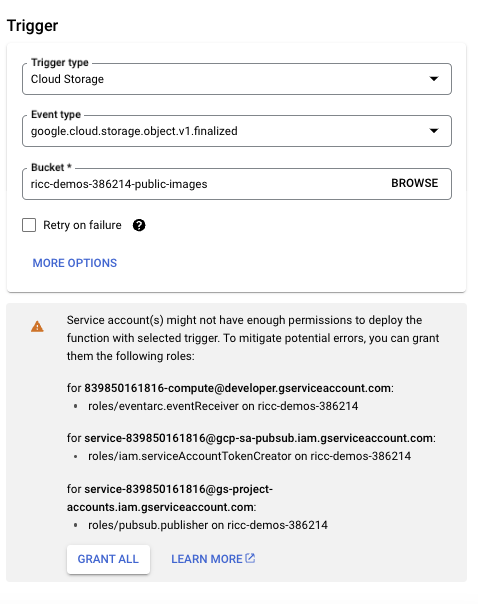 Trigger
Trigger type
Cloud Storage
Event type
google.cloud.storage.object.v1.finalized
Bucket *
ricc-demos-386214-public-images
BROWSE
Retry on failure
MORE OPTIONS
Service account(s) might not have enough permissions to deploy the
function with selected trigger. To mitigate potential errors, you can grant
them the following roles:
for 839850161816-compute@developer.gserviceaccount.com:
• roles/eventarc.eventReceiver on ricc-demos-386214
for service-839850161816@gcp-sa-pubsub.iam.gserviceaccount.com:
• roles/iam.serviceAccountTokenCreator on ricc-demos-386214
for service-839850161816@gs-project-
accounts.iam.gserviceaccount.com:
• roles/pubsub.publisher on ricc-demos-386214
GRANT ALL
LEARN MORE